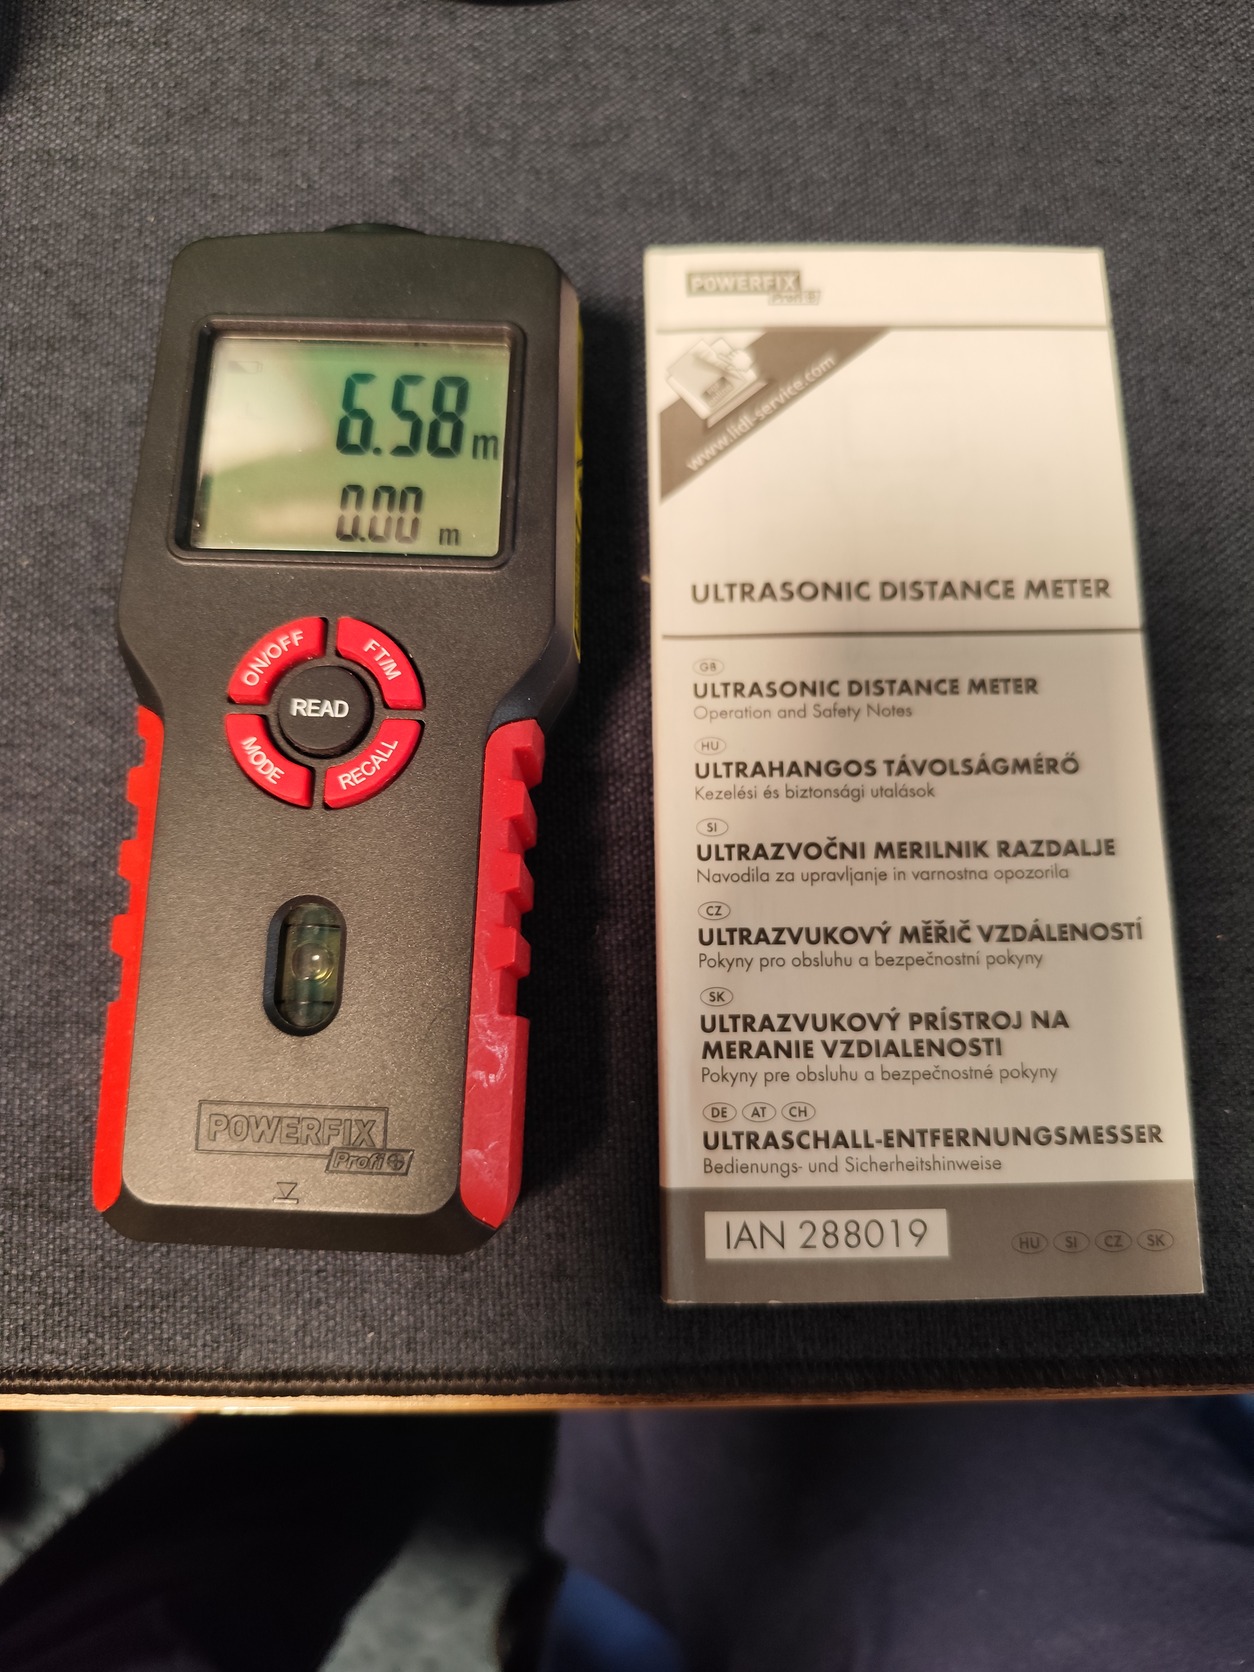 6.58 m
0.00 m
ON/OFF
FT/M
READ
MODE
RECALL
POWERFIX
Profi
POWERFIX
Profi
www.lidl-service.com
ULTRASONIC DISTANCE METER
GB
ULTRASONIC DISTANCE METER
Operation and Safety Notes
HU
ULTRAHANGOS TÁVOLSÁGMÉRŐ
Kezelési és biztonsági utalások
SI
ULTRAZVOČNI MERILNIK RAZDALJE
Navodila za upravljanje in varnostna opozorila
CZ
ULTRAZVUKOVÝ MĚŘIČ VZDÁLENOSTÍ
Pokyny pro obsluhu a bezpečnostní pokyny
SK
ULTRAZVUKOVÝ PRÍSTROJ NA
MERANIE VZDIALENOSTI
Pokyny pre obsluhu a bezpečnostné pokyny
DE AT CH
ULTRASCHALL-ENTFERNUNGSMESSER
Bedienungs- und Sicherheitshinweise
IAN 288019
HU SI CZ SK